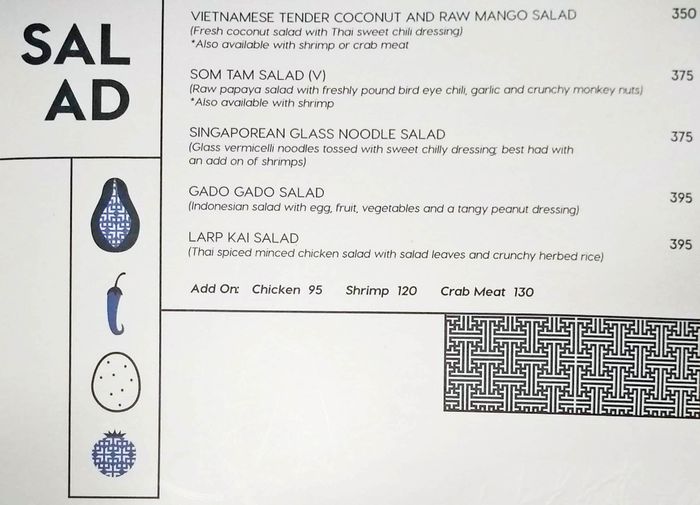 SAL
AD
VIETNAMESE TENDER COCONUT AND RAW MANGO SALAD 350
(Fresh coconut salad with Thai sweet chili dressing)
*Also available with shrimp or crab meat
SOM TAM SALAD (V) 375
(Raw papaya salad with freshly pound bird eye chili, garlic and crunchy monkey nuts)
*Also available with shrimp
SINGAPOREAN GLASS NOODLE SALAD 375
(Glass vermicelli noodles tossed with sweet chilly dressing; best had with
an add on of shrimps)
GADO GADO SALAD 395
(Indonesian salad with egg, fruit, vegetables and a tangy peanut dressing)
LARP KAI SALAD 395
(Thai spiced minced chicken salad with salad leaves and crunchy herbed rice)
Add On: Chicken 95 Shrimp 120 Crab Meat 130